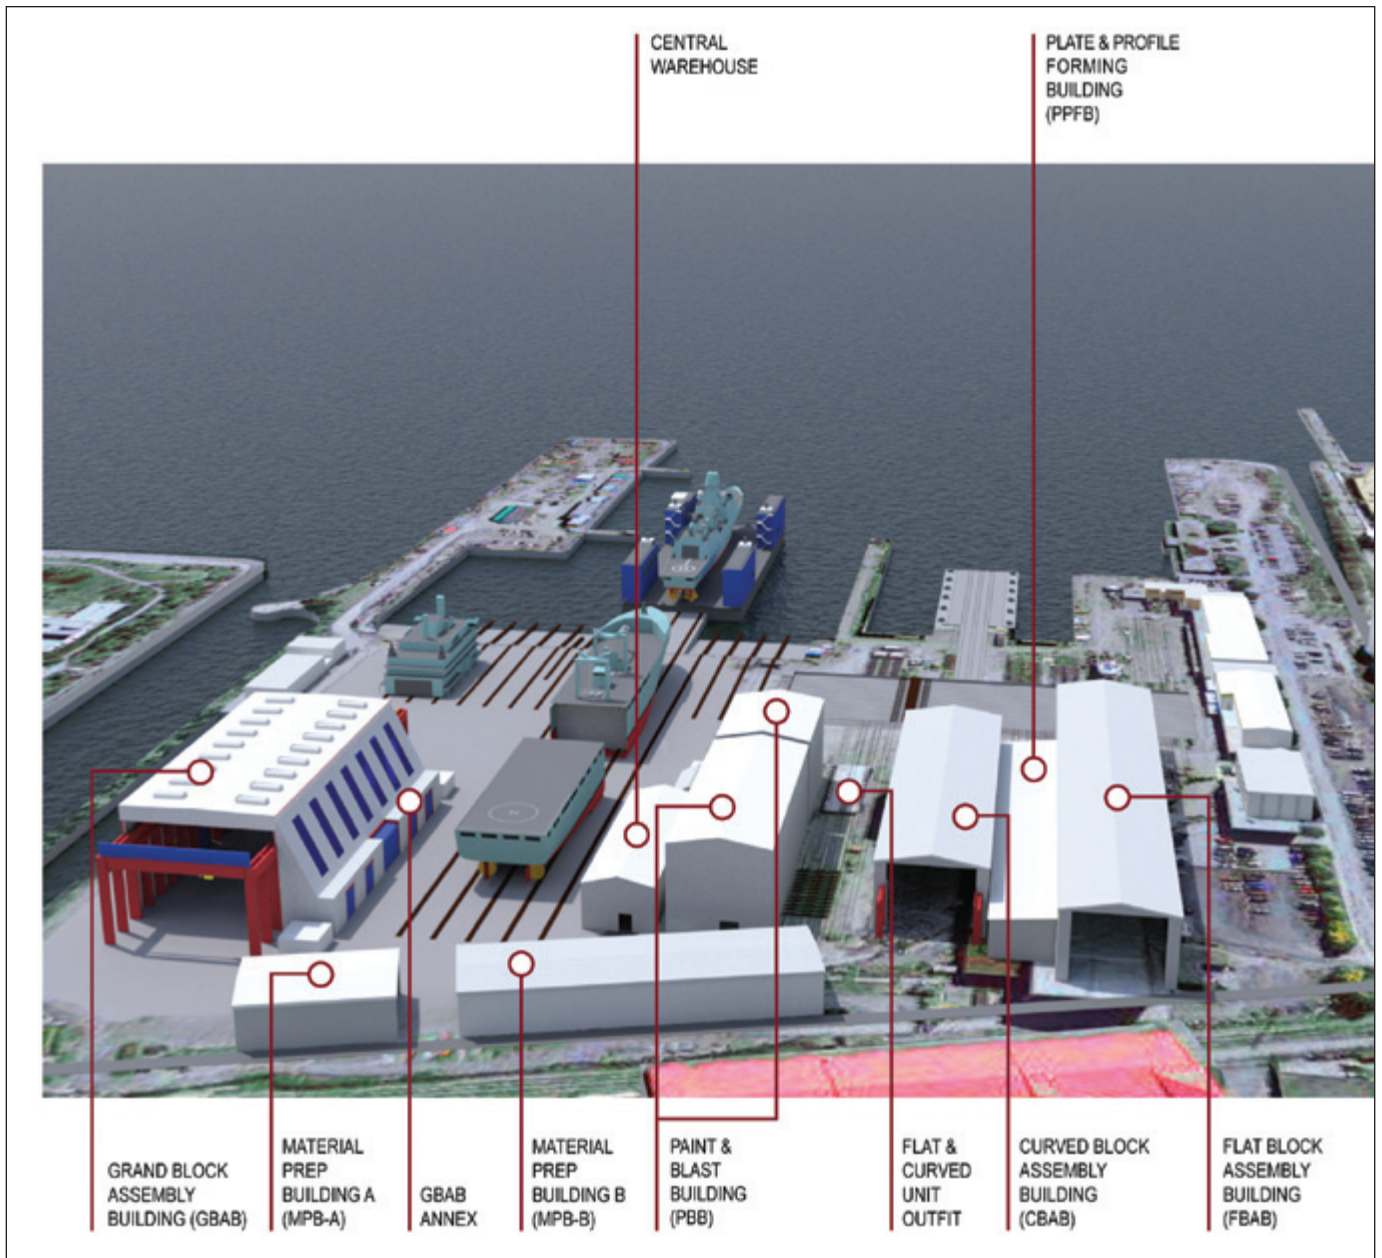 CENTRAL
WAREHOUSE
PLATE & PROFILE
FORMING
BUILDING
(PPFB)
GRAND BLOCK
ASSEMBLY
BUILDING (GBAB)
MATERIAL
PREP
BUILDING A
(MPB-A)
GBAB
ANNEX
MATERIAL
PREP
BUILDING B
(MPB-B)
PAINT &
BLAST
BUILDING
(PBB)
FLAT &
CURVED
UNIT
OUTFIT
CURVED BLOCK
ASSEMBLY
BUILDING
(CBAB)
FLAT BLOCK
ASSEMBLY
BUILDING
(FBAB)